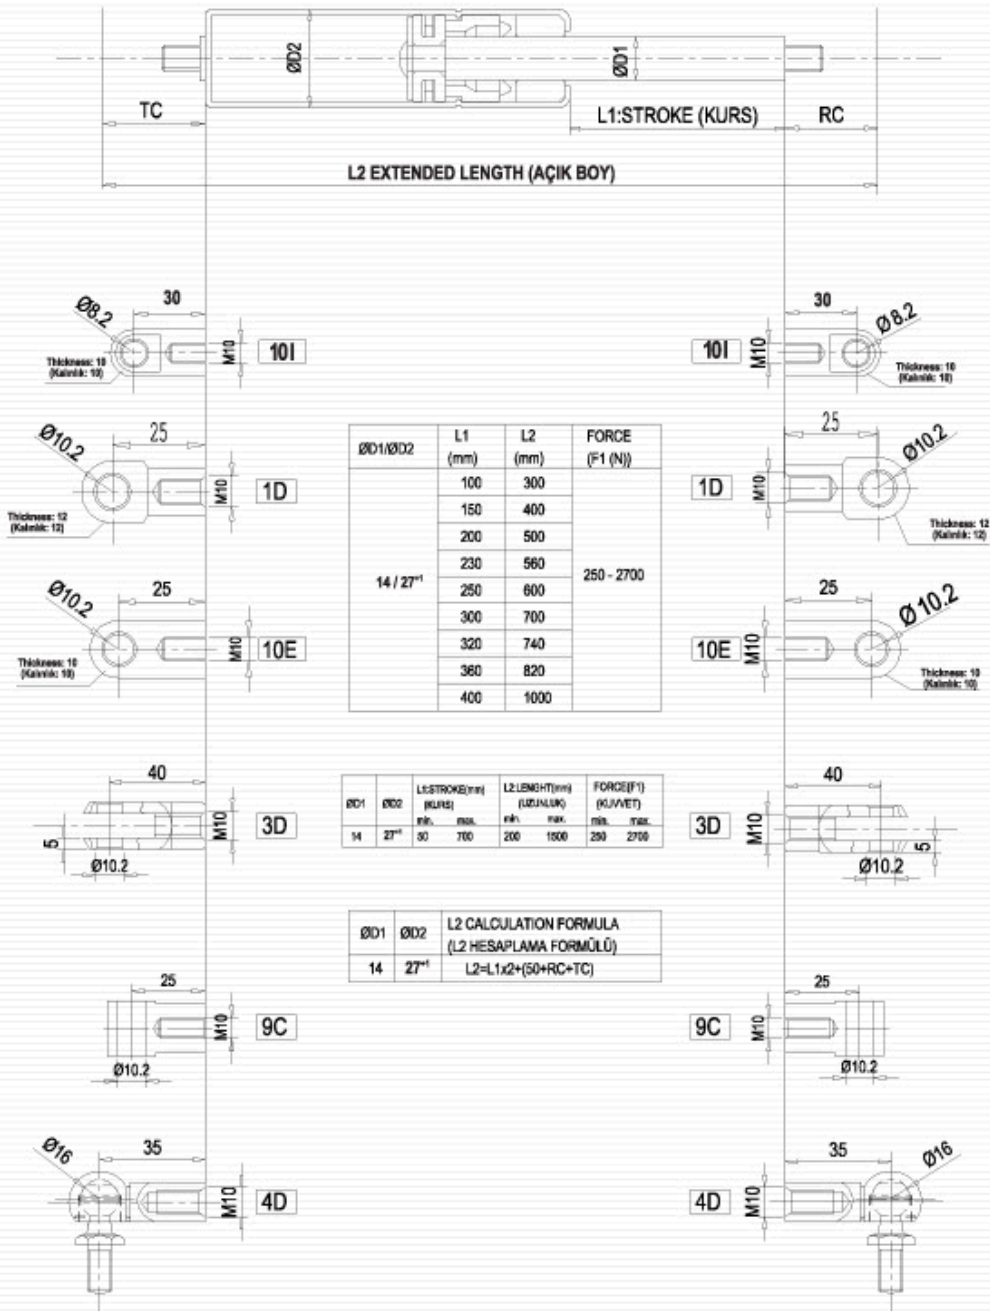 ØD2
ØD1
TC
L1:STROKE (KURS)
RC
L2 EXTENDED LENGTH (AÇIK BOY)
30
Ø8.2
M10
10I
Thickness: 10
(Kalınlık: 10)
10I
M10
30
Ø8.2
Thickness: 10
(Kalınlık: 10)
Ø10.2
25
M10
1D
Thickness: 12
(Kalınlık: 12)
1D
M10
25
Ø10.2
Thickness: 12
(Kalınlık: 12)
ØD1/ØD2 L1 L2 FORCE
(mm) (mm) (F1 (N))
100 300
150 400
200 500
230 560
14 / 27*¹ 250 600 250 - 2700
300 700
320 740
360 820
400 1000
Ø10.2
25
M10
10E
Thickness: 10
(Kalınlık: 10)
10E
M10
25
Ø10.2
Thickness: 10
(Kalınlık: 10)
40
M10
3D
5
Ø10.2
ØD1 ØD2 L1:STROKE(mm) L2:LENGHT(mm) FORCE(F1)
(KURS) (UZUNLUK) (KUVVET)
min. max. min. max. min. max.
14 27*¹ 50 700 200 1500 250 2700
3D
M10
40
5
Ø10.2
ØD1 ØD2 L2 CALCULATION FORMULA
(L2 HESAPLAMA FORMÜLÜ)
14 27*¹ L2=L1x2+(50+RC+TC)
25
M10
9C
Ø10.2
9C
M10
25
Ø10.2
Ø16
35
M10
4D
4D
M10
35
Ø16